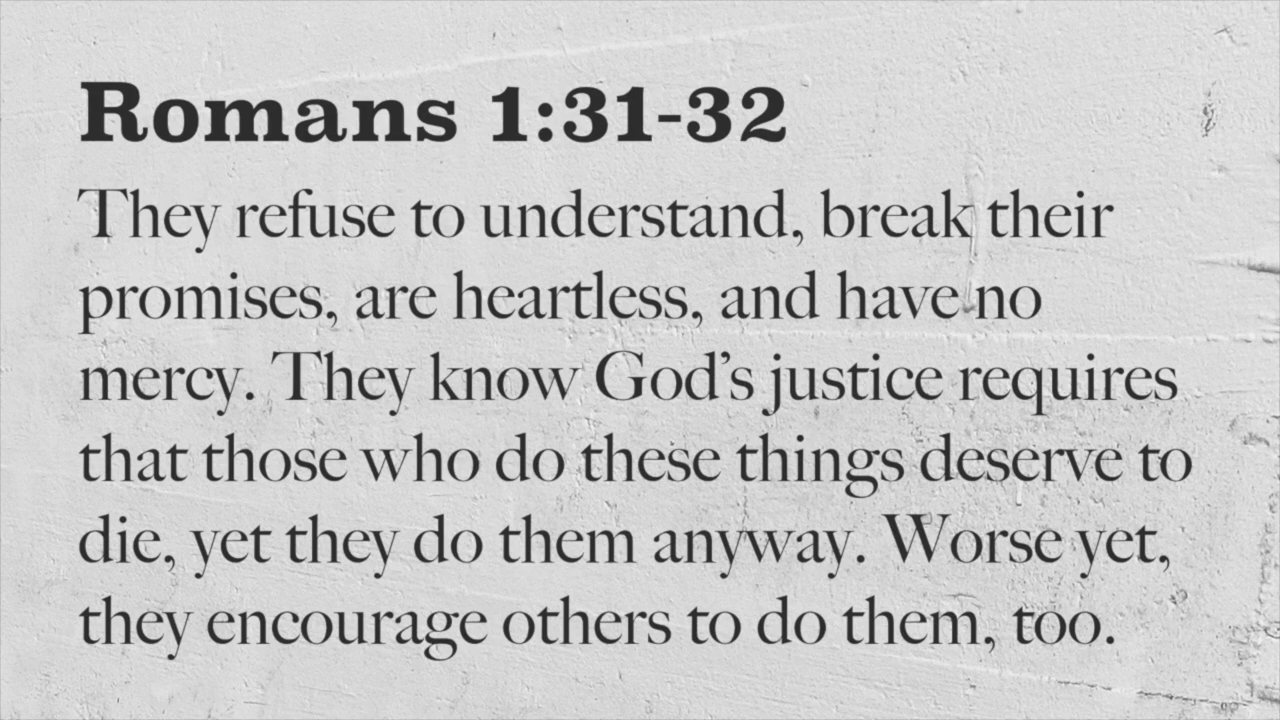 Romans 1:31-32
They refuse to understand, break their
promises, are heartless, and have no
mercy. They know God’s justice requires
that those who do these things deserve to
die, yet they do them anyway. Worse yet,
they encourage others to do them, too.